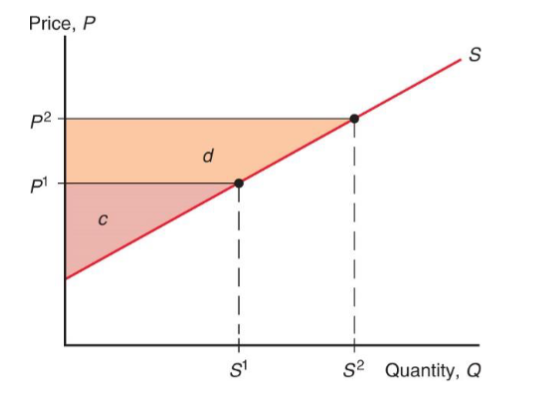 Price, P
S
P²
d
P¹
c
S¹
S²
Quantity, Q